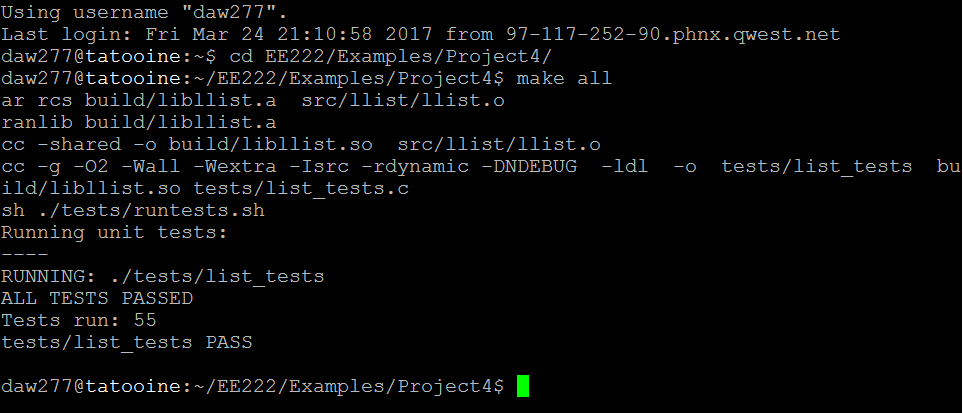 Using username "daw277".
Last login: Fri Mar 24 21:10:58 2017 from 97-117-252-90.phnx.qwest.net
daw277@tatooine:~$ cd EE222/Examples/Project4/
daw277@tatooine:~/EE222/Examples/Project4$ make all
ar rcs build/libllist.a  src/llist/llist.o
ranlib build/libllist.a
cc -shared -o build/libllist.so  src/llist/llist.o
cc -g -O2 -Wall -Wextra -Isrc -rdynamic -DNDEBUG  -ldl  -o  tests/list_tests  bu
ild/libllist.so tests/list_tests.c
sh ./tests/runtests.sh
Running unit tests:
----
RUNNING: ./tests/list_tests
ALL TESTS PASSED
Tests run: 55
tests/list_tests PASS
daw277@tatooine:~/EE222/Examples/Project4$